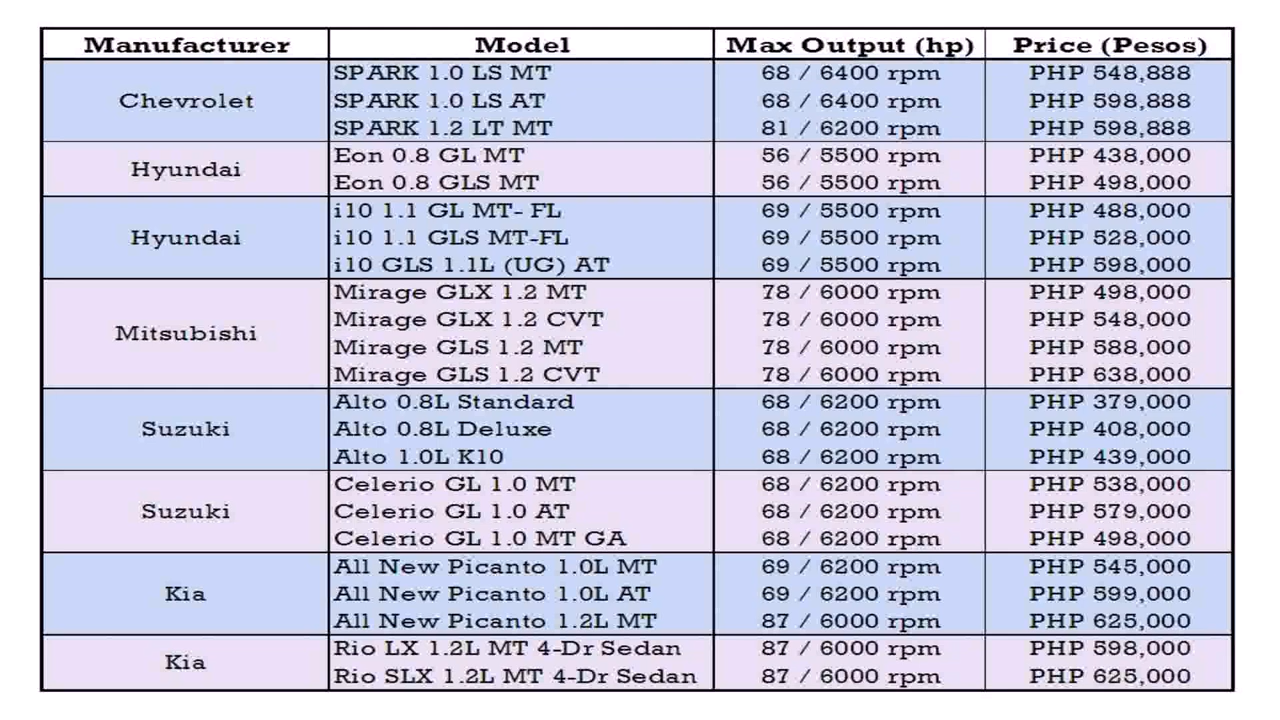 Manufacturer Model Max Output (hp) Price (Pesos)
Chevrolet
SPARK 1.0 LS MT 68 / 6400 rpm PHP 548,888
SPARK 1.0 LS AT 68 / 6400 rpm PHP 598,888
SPARK 1.2 LT MT 81 / 6200 rpm PHP 598,888
Hyundai
Eon 0.8 GL MT 56 / 5500 rpm PHP 438,000
Eon 0.8 GLS MT 56 / 5500 rpm PHP 498,000
Hyundai
i10 1.1 GL MT- FL 69 / 5500 rpm PHP 488,000
i10 1.1 GLS MT-FL 69 / 5500 rpm PHP 528,000
i10 GLS 1.1L (UG) AT 69 / 5500 rpm PHP 598,000
Mitsubishi
Mirage GLX 1.2 MT 78 / 6000 rpm PHP 498,000
Mirage GLX 1.2 CVT 78 / 6000 rpm PHP 548,000
Mirage GLS 1.2 MT 78 / 6000 rpm PHP 588,000
Mirage GLS 1.2 CVT 78 / 6000 rpm PHP 638,000
Suzuki
Alto 0.8L Standard 68 / 6200 rpm PHP 379,000
Alto 0.8L Deluxe 68 / 6200 rpm PHP 408,000
Alto 1.0L K10 68 / 6200 rpm PHP 439,000
Suzuki
Celerio GL 1.0 MT 68 / 6200 rpm PHP 538,000
Celerio GL 1.0 AT 68 / 6200 rpm PHP 579,000
Celerio GL 1.0 MT GA 68 / 6200 rpm PHP 498,000
Kia
All New Picanto 1.0L MT 69 / 6200 rpm PHP 545,000
All New Picanto 1.0L AT 69 / 6200 rpm PHP 599,000
All New Picanto 1.2L MT 87 / 6000 rpm PHP 625,000
Kia
Rio LX 1.2L MT 4-Dr Sedan 87 / 6000 rpm PHP 598,000
Rio SLX 1.2L MT 4-Dr Sedan 87 / 6000 rpm PHP 625,000